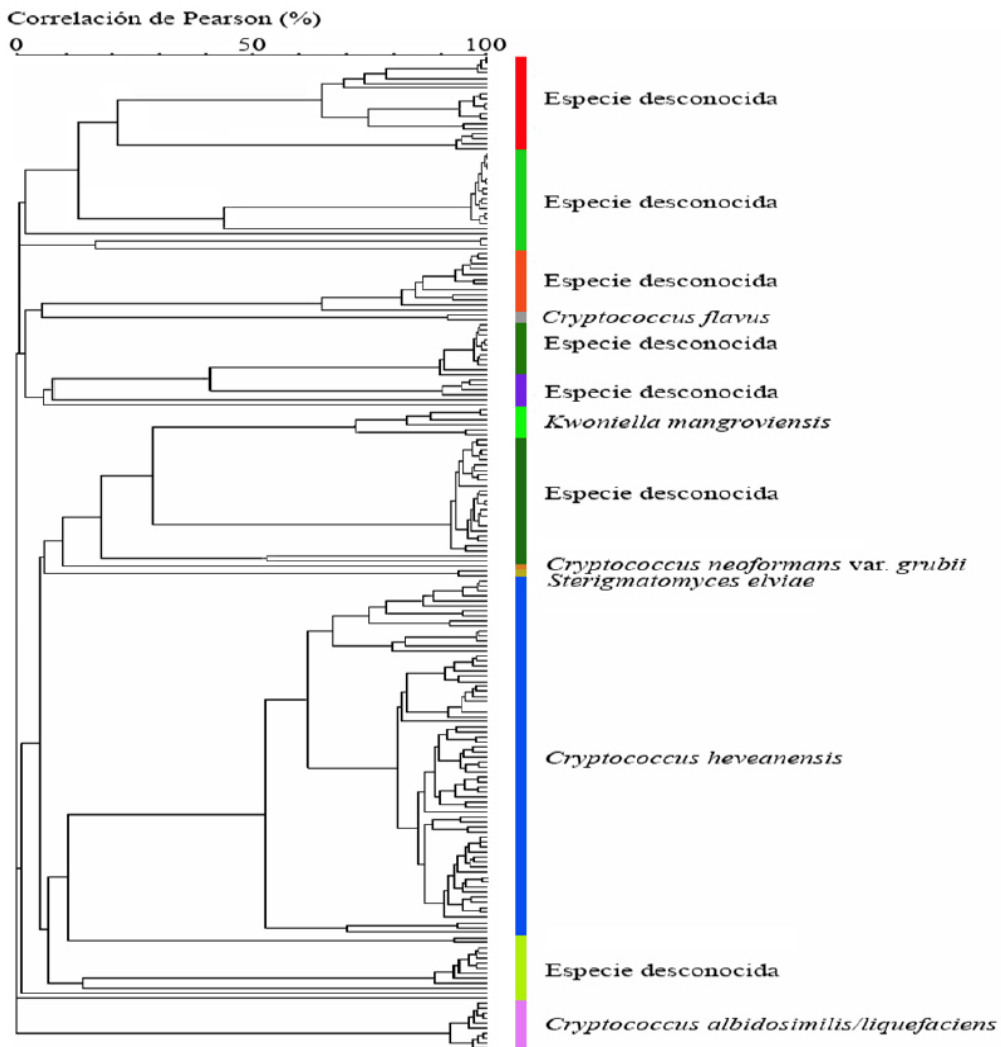 Correlación de Pearson (%)
0 50 100
Especie desconocida
Especie desconocida
Especie desconocida
Cryptococcus flavus
Especie desconocida
Especie desconocida
Kwoniella mangroviensis
Especie desconocida
Cryptococcus neoformans var. grubii
Sterigmatomyces elviae
Cryptococcus heveanensis
Especie desconocida
Cryptococcus albidosimilis/liquefaciens